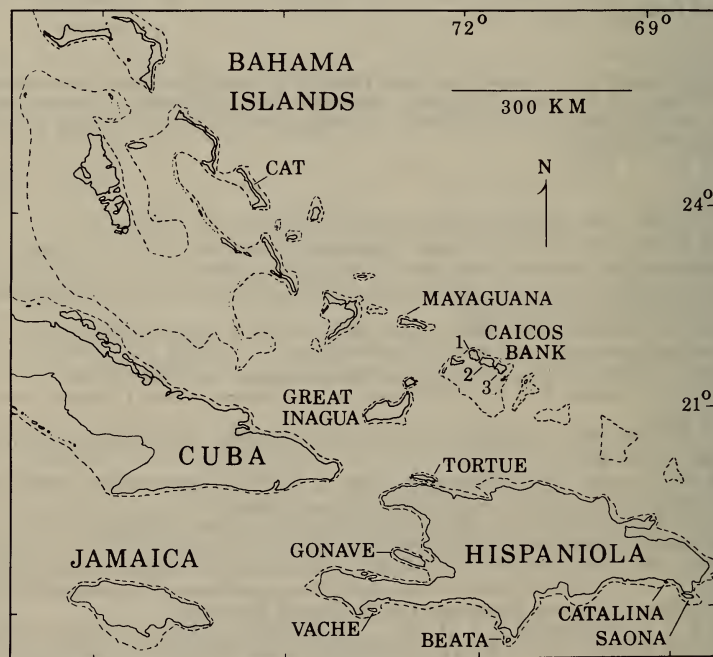 72° 69°
BAHAMA
ISLANDS
300 KM
CAT
N
24°
MAYAGUANA
1
CAICOS
BANK
2
3
GREAT
INAGUA
21°
CUBA
TORTUE
JAMAICA
GONAVE
HISPANIOLA
VACHE
BEATA
CATALINA
SAONA